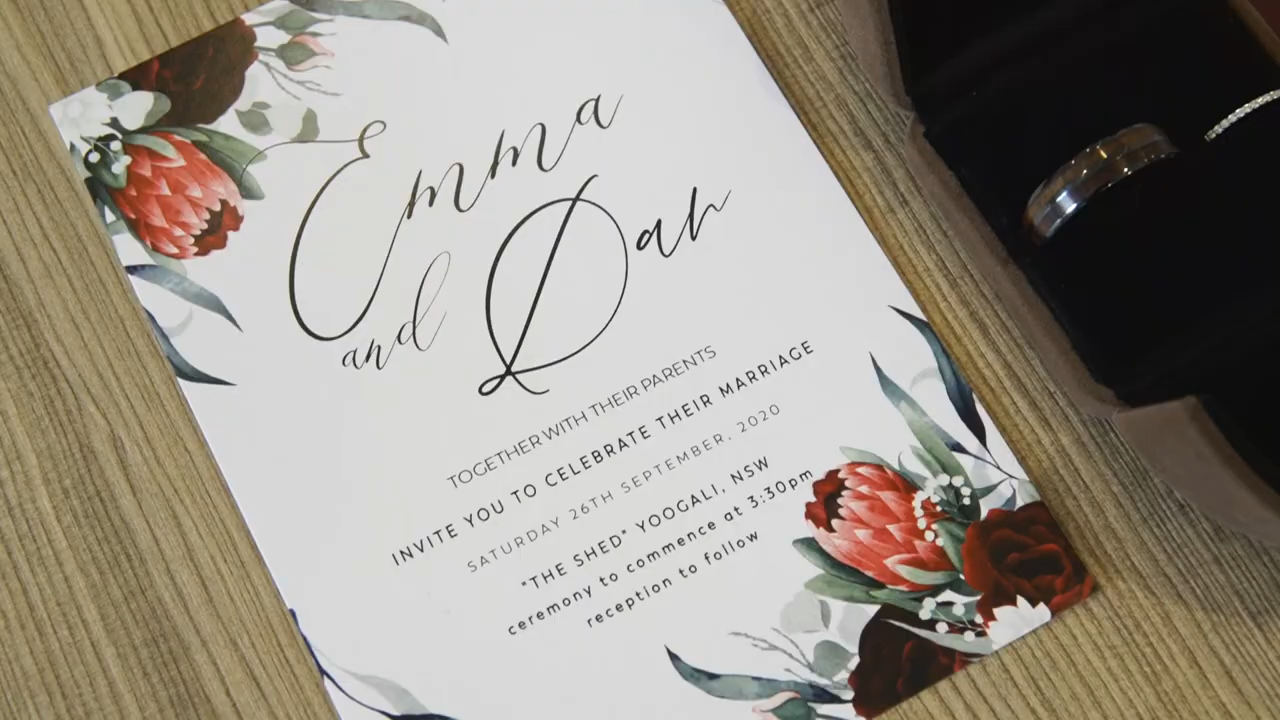 Emma
and Dan
TOGETHER WITH THEIR PARENTS
INVITE YOU TO CELEBRATE THEIR MARRIAGE
SATURDAY 26TH SEPTEMBER, 2020
"THE SHED" YOOGALI, NSW
ceremony to commence at 3:30pm
reception to follow